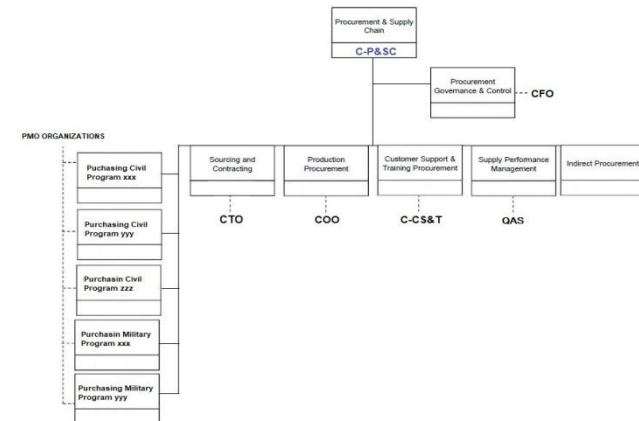 Procurement & Supply
Chain
C-P&SC
Procurement
Governance & Control
CFO
PMO ORGANIZATIONS
Puchasing Civil
Program xxx
Purchasing Civil
Program yyy
Purchasin Civil
Program zzz
Purchasin Military
Program xxx
Purchasing Military
Program yyy
Sourcing and
Contracting
CTO
Production
Procurement
COO
Customer Support &
Training Procurement
C-CS&T
Supply Performance
Management
QAS
Indirect Procurement